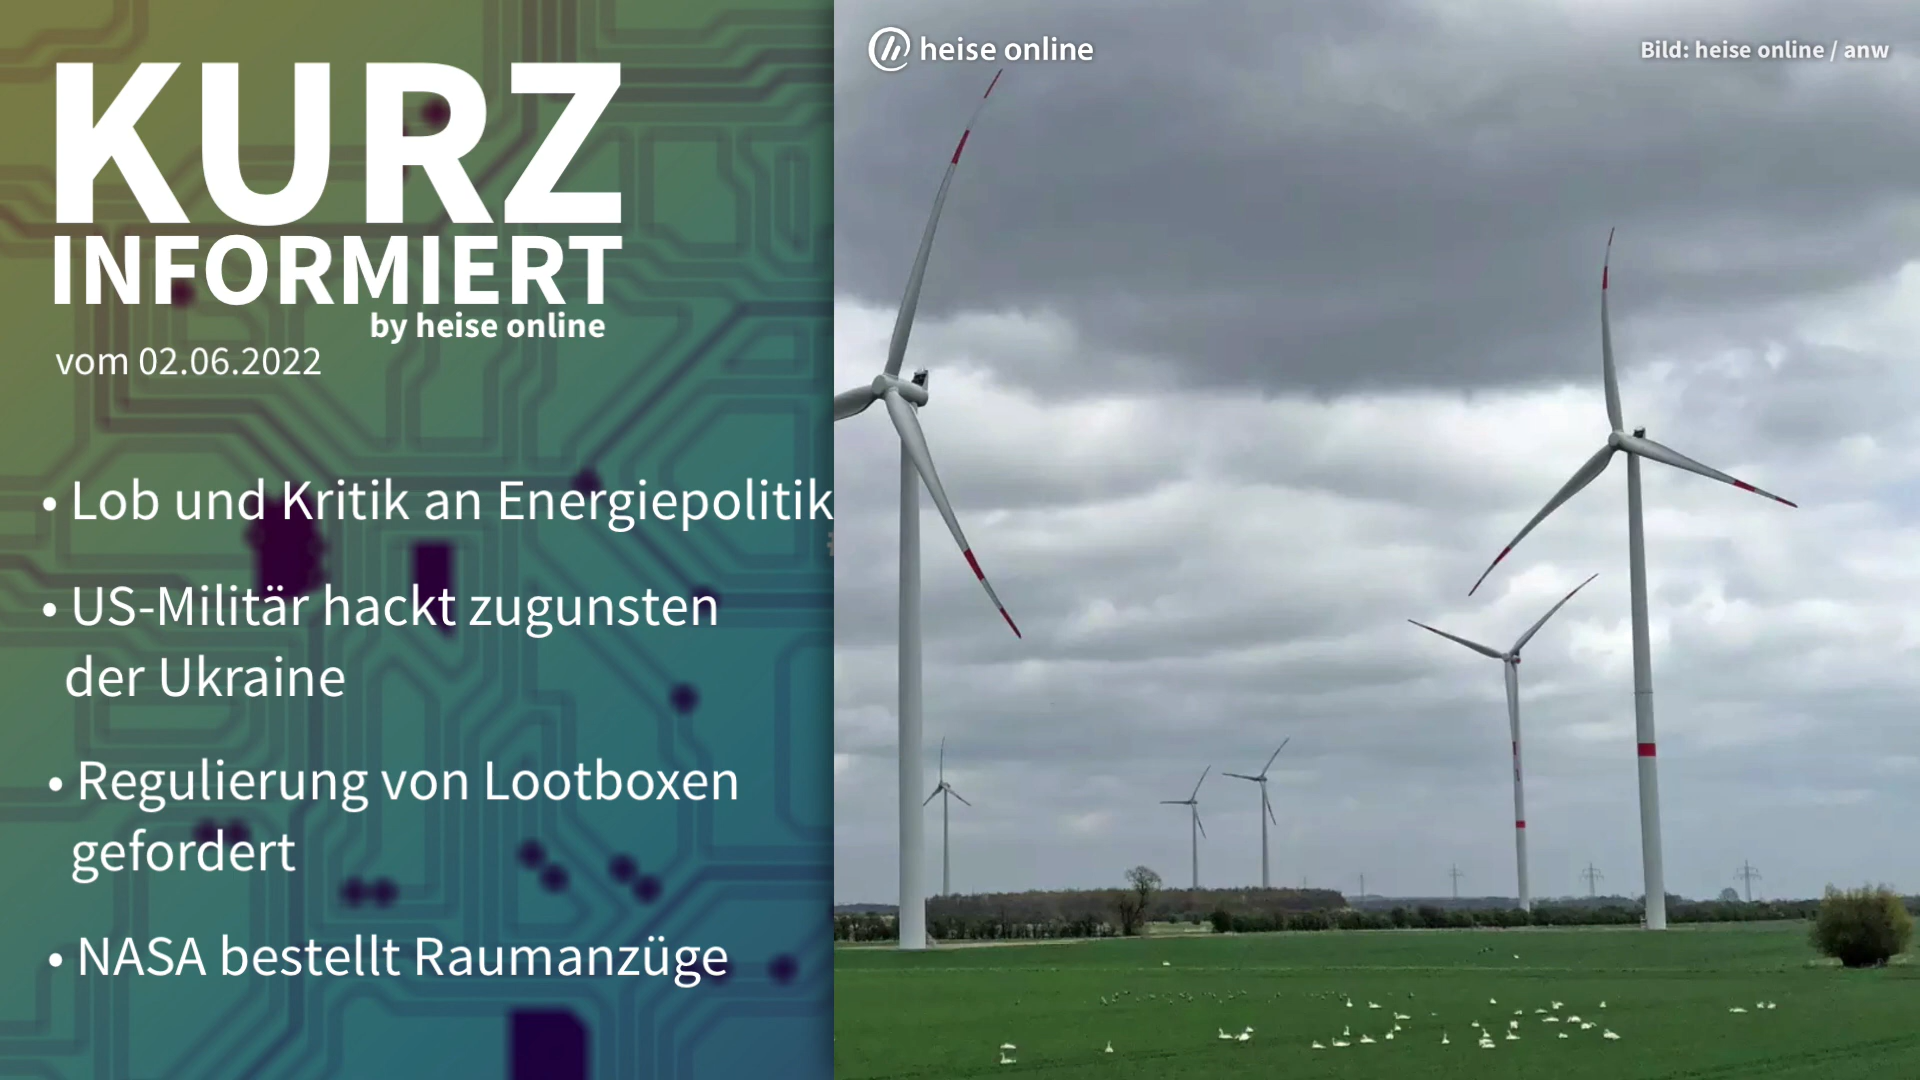 KURZ
INFORMIERT
by heise online
vom 02.06.2022
• Lob und Kritik an Energiepolitik
• US-Militär hackt zugunsten
der Ukraine
• Regulierung von Lootboxen
gefordert
• NASA bestellt Raumanzüge
heise online
Bild: heise online / anw